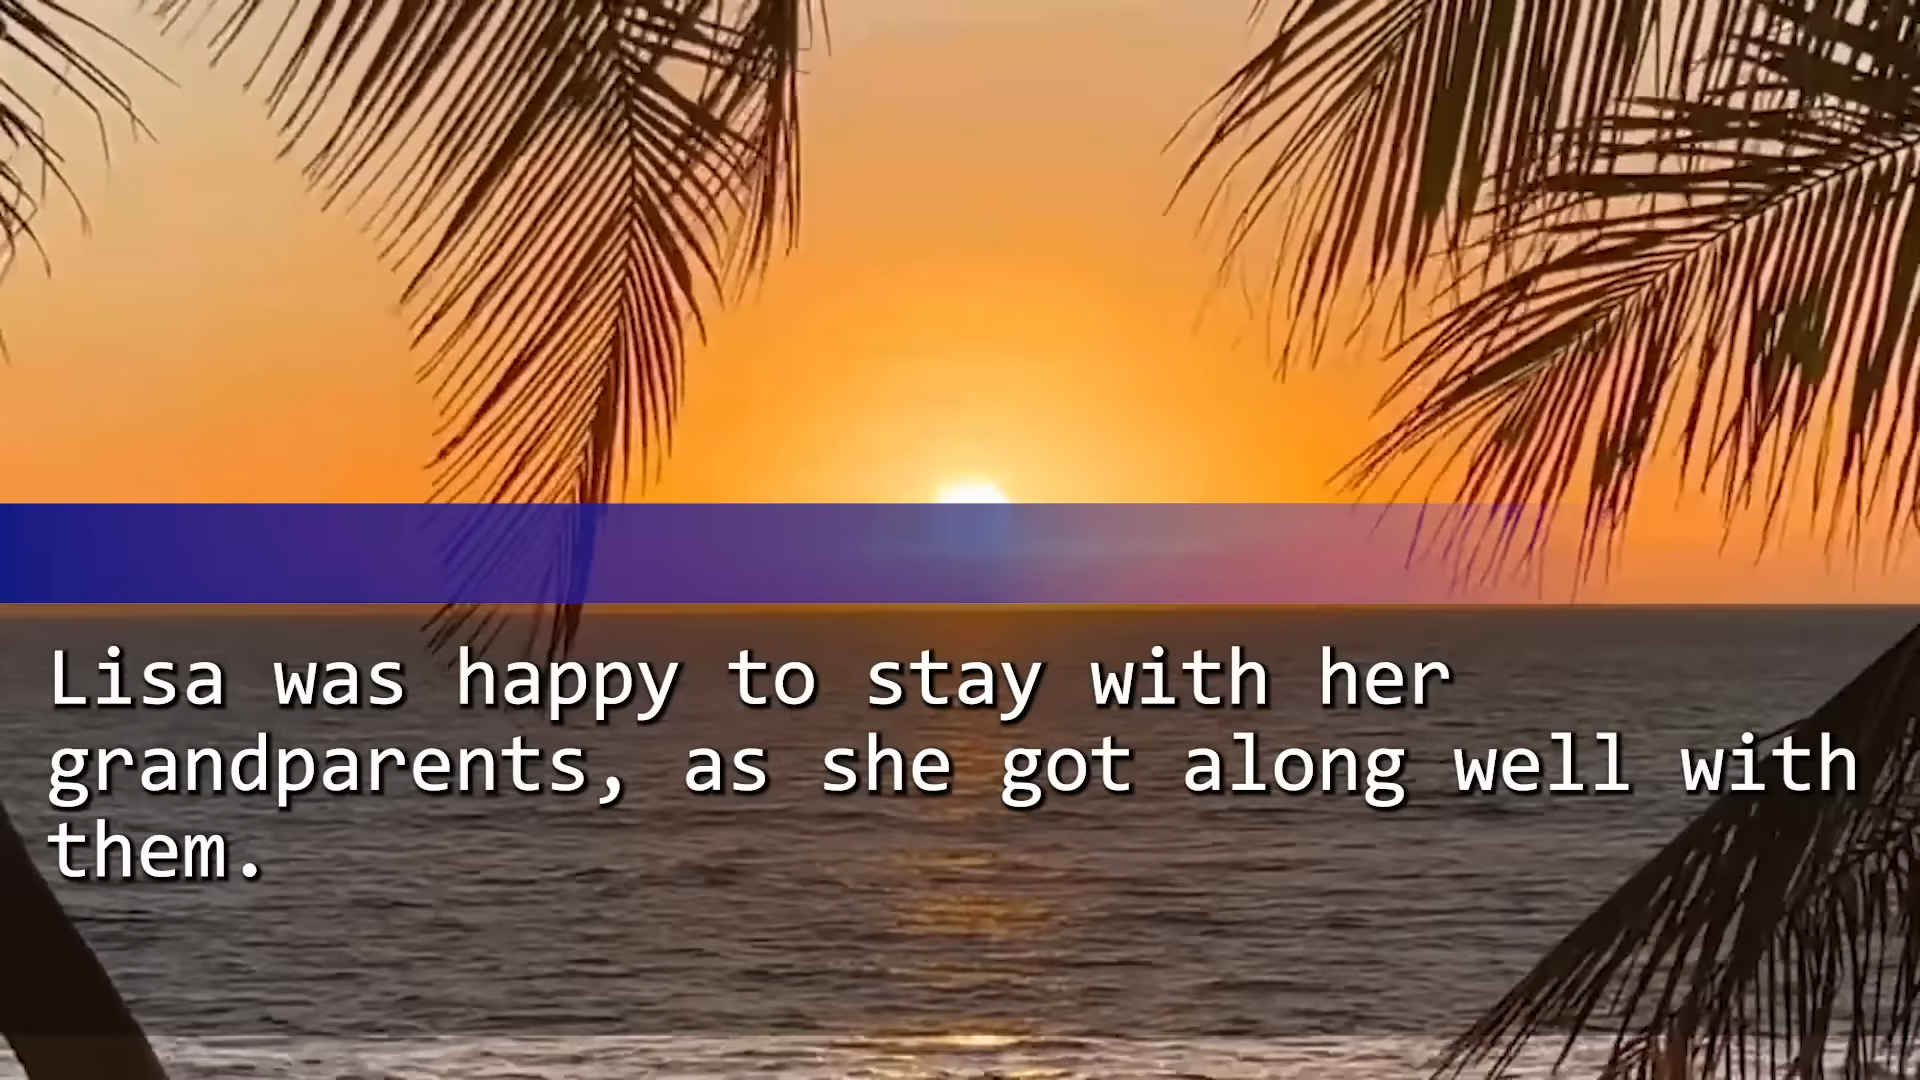 Lisa was happy to stay with her
grandparents, as she got along well with
them.